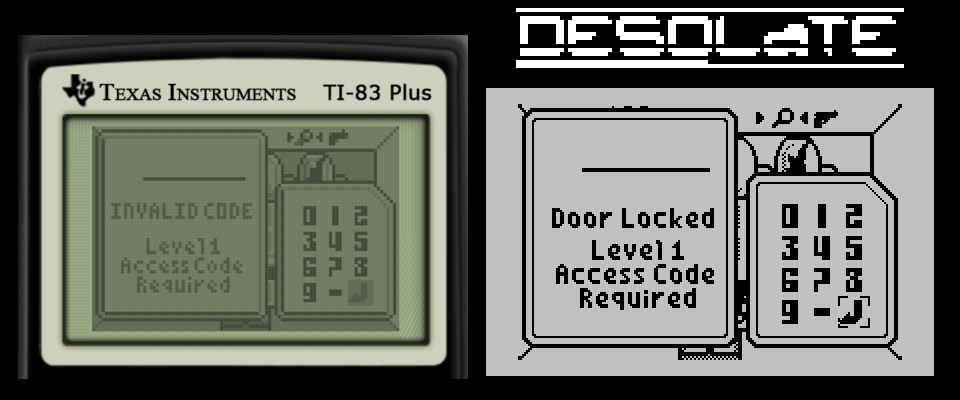 TEXAS INSTRUMENTS TI-83 Plus
INVALID CODE
Level 1
Access Code
Required
0 1 2
3 4 5
6 7 8
9 -
DESOLATE
Door Locked
Level 1
Access Code
Required
0 1 2
3 4 5
6 7 8
9 -